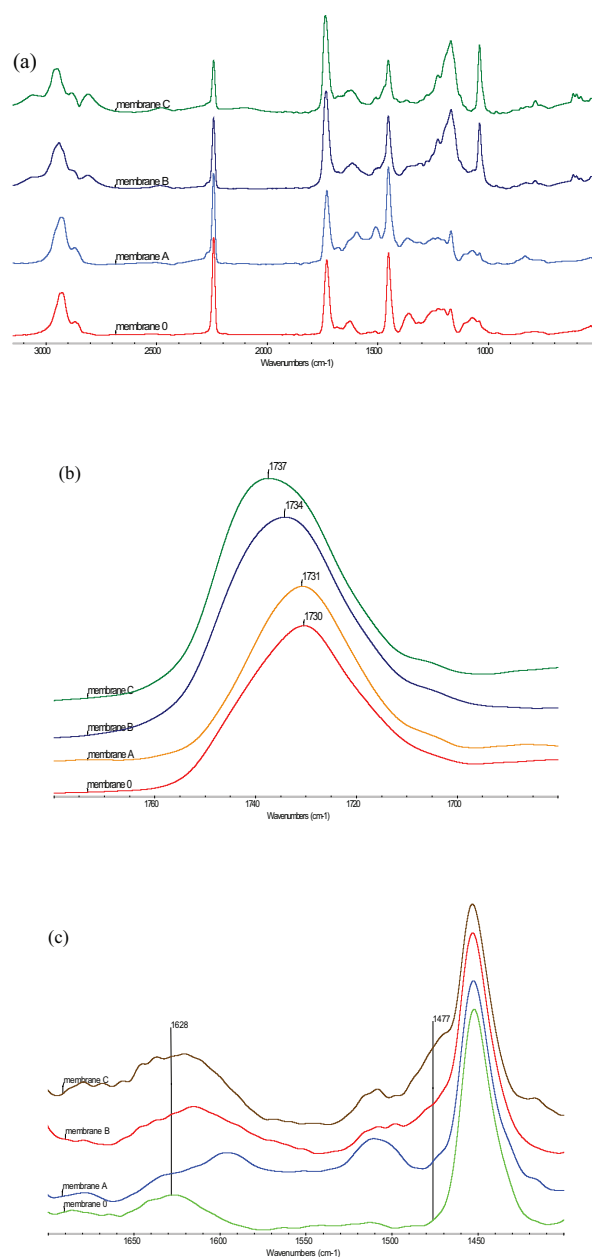 (a)
membrane C
membrane B
membrane A
membrane 0
3000 2500 2000 1500 1000
Wavenumbers (cm-1)
(b)
1737
1734
1731
1730
membrane C
membrane B
membrane A
membrane 0
1760 1740 1720 1700
Wavenumbers (cm-1)
(c)
1628
1477
membrane C
membrane B
membrane A
membrane 0
1650 1600 1550 1500 1450
Wavenumbers (cm-1)